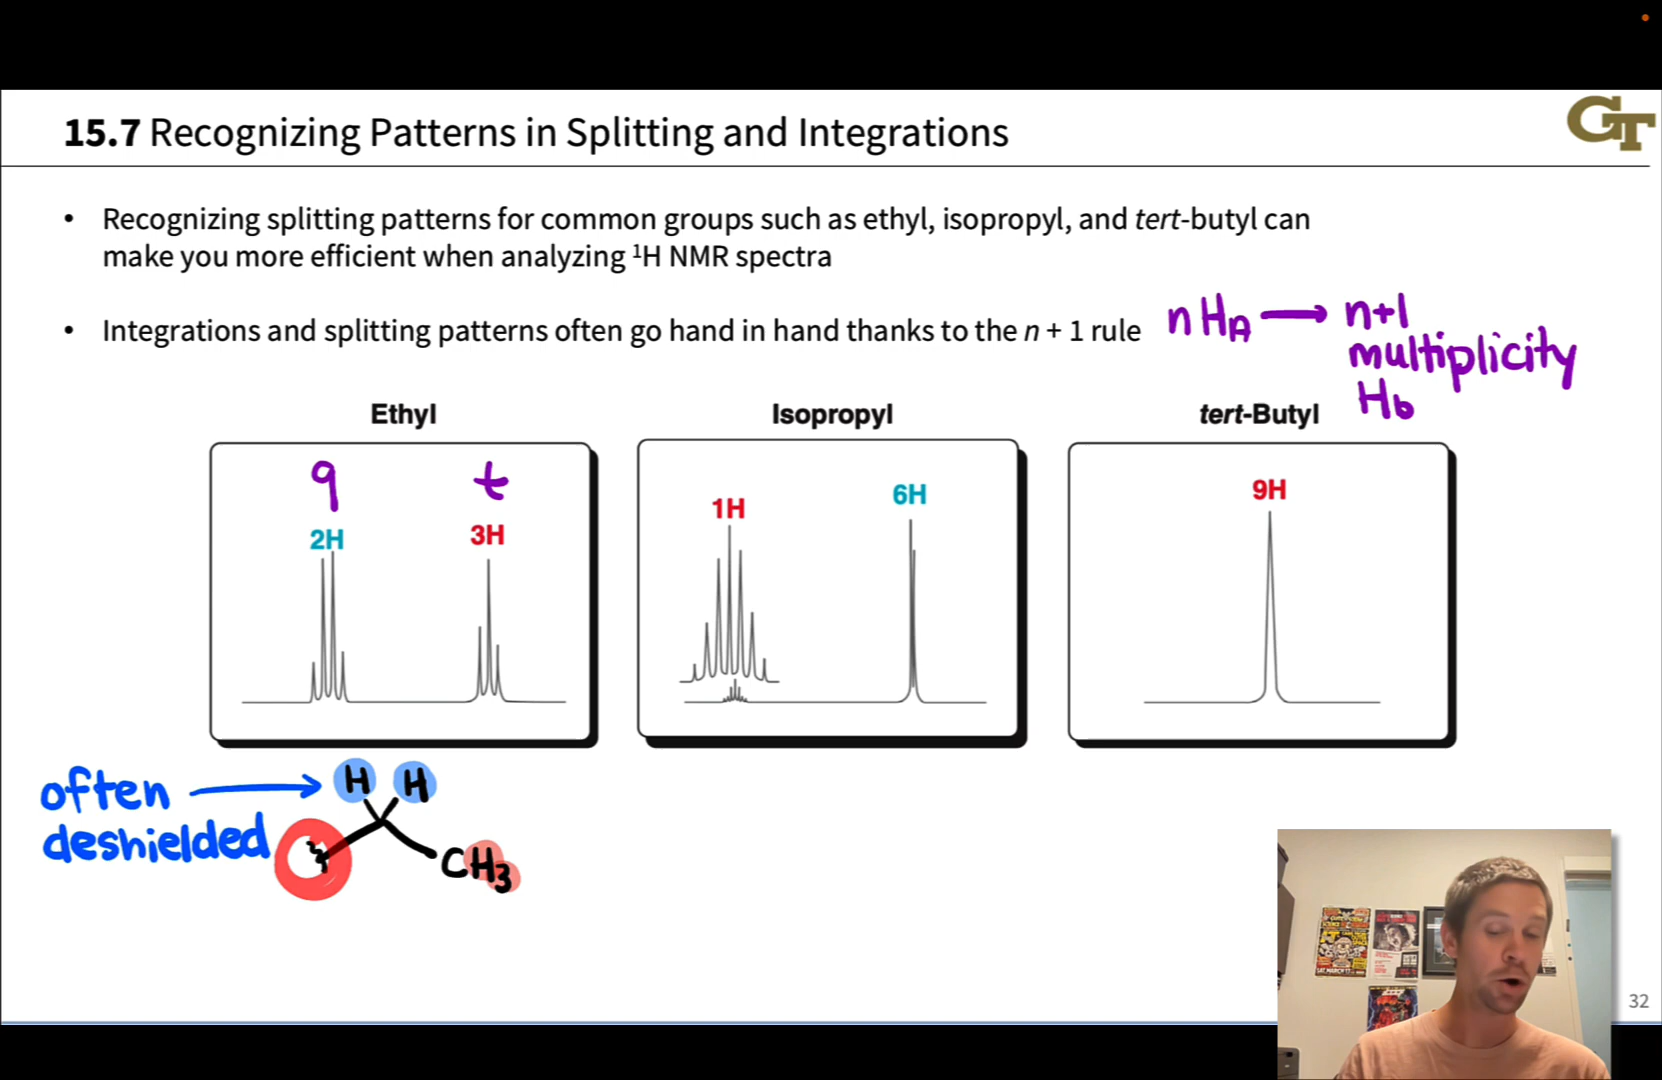 15.7 Recognizing Patterns in Splitting and Integrations
GT
• Recognizing splitting patterns for common groups such as ethyl, isopropyl, and tert-butyl can
make you more efficient when analyzing ¹H NMR spectra
• Integrations and splitting patterns often go hand in hand thanks to the n + 1 rule
nHA → n+1
multiplicity
Hb
Ethyl
q t
2H 3H
Isopropyl
1H 6H
tert-Butyl
9H
often → H H
deshielded
CH3
32